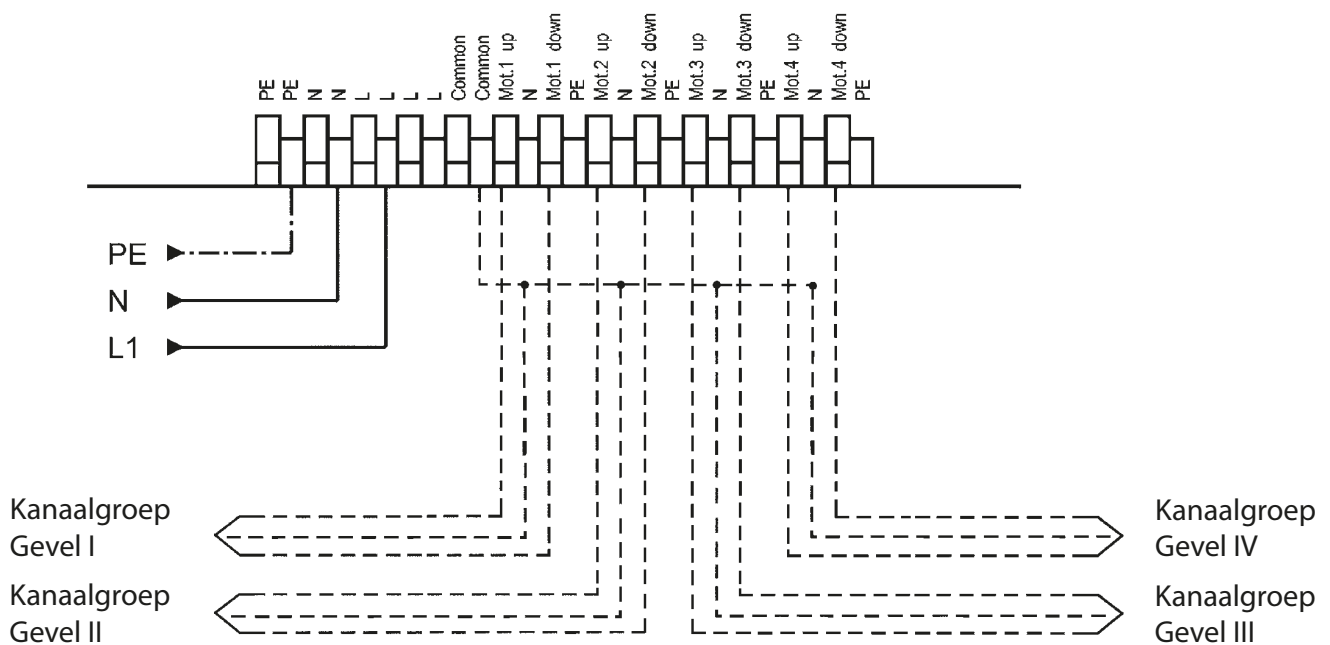 PE
PE
N
N
L
L
L
L
Common
Common
Mot.1 up
N
Mot.1 down
PE
Mot.2 up
N
Mot.2 down
PE
Mot.3 up
N
Mot.3 down
PE
Mot.4 up
N
Mot.4 down
PE
PE
N
L1
Kanaalgroep
Gevel I
Kanaalgroep
Gevel II
Kanaalgroep
Gevel IV
Kanaalgroep
Gevel III